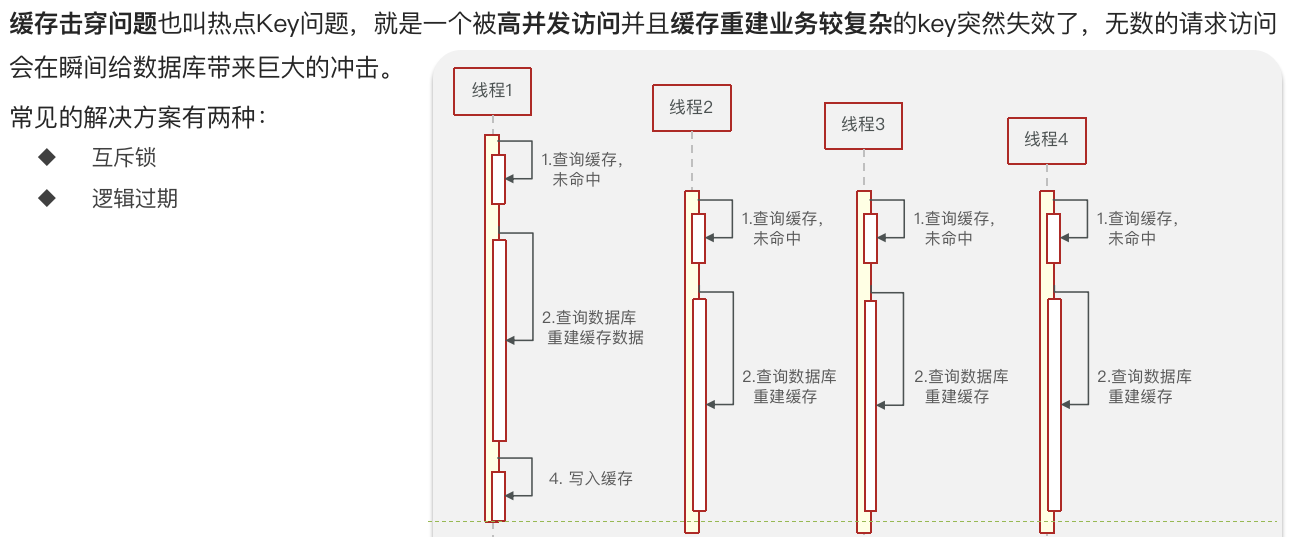 缓存击穿问题也叫热点Key问题，就是一个被高并发访问并且缓存重建业务较复杂的key突然失效了，无数的请求访问
会在瞬间给数据库带来巨大的冲击。
常见的解决方案有两种：
◆ 互斥锁
◆ 逻辑过期
线程1
1.查询缓存，
未命中
2.查询数据库
重建缓存数据
4. 写入缓存
线程2
1.查询缓存，
未命中
2.查询数据库
重建缓存
线程3
1.查询缓存，
未命中
2.查询数据库
重建缓存
线程4
1.查询缓存，
未命中
2.查询数据库
重建缓存